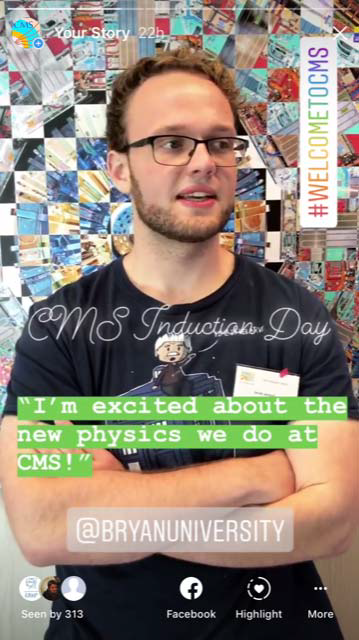 CMS
Your Story 22h
#WELCOMETOCMS
CMS Induction Day
“I’m excited about the
new physics we do at
CMS!”
@BRYANUNIVERSITY
Seen by 313
Facebook
Highlight
More